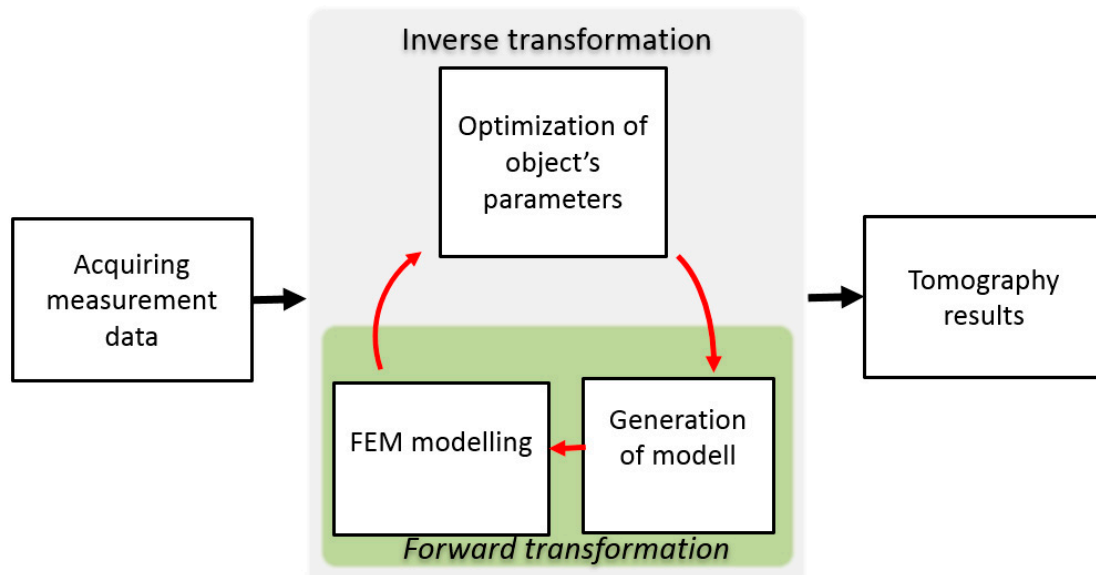 Inverse transformation
Optimization of
object’s
parameters
Acquiring
measurement
data
Tomography
results
FEM modelling
Generation
of modell
Forward transformation